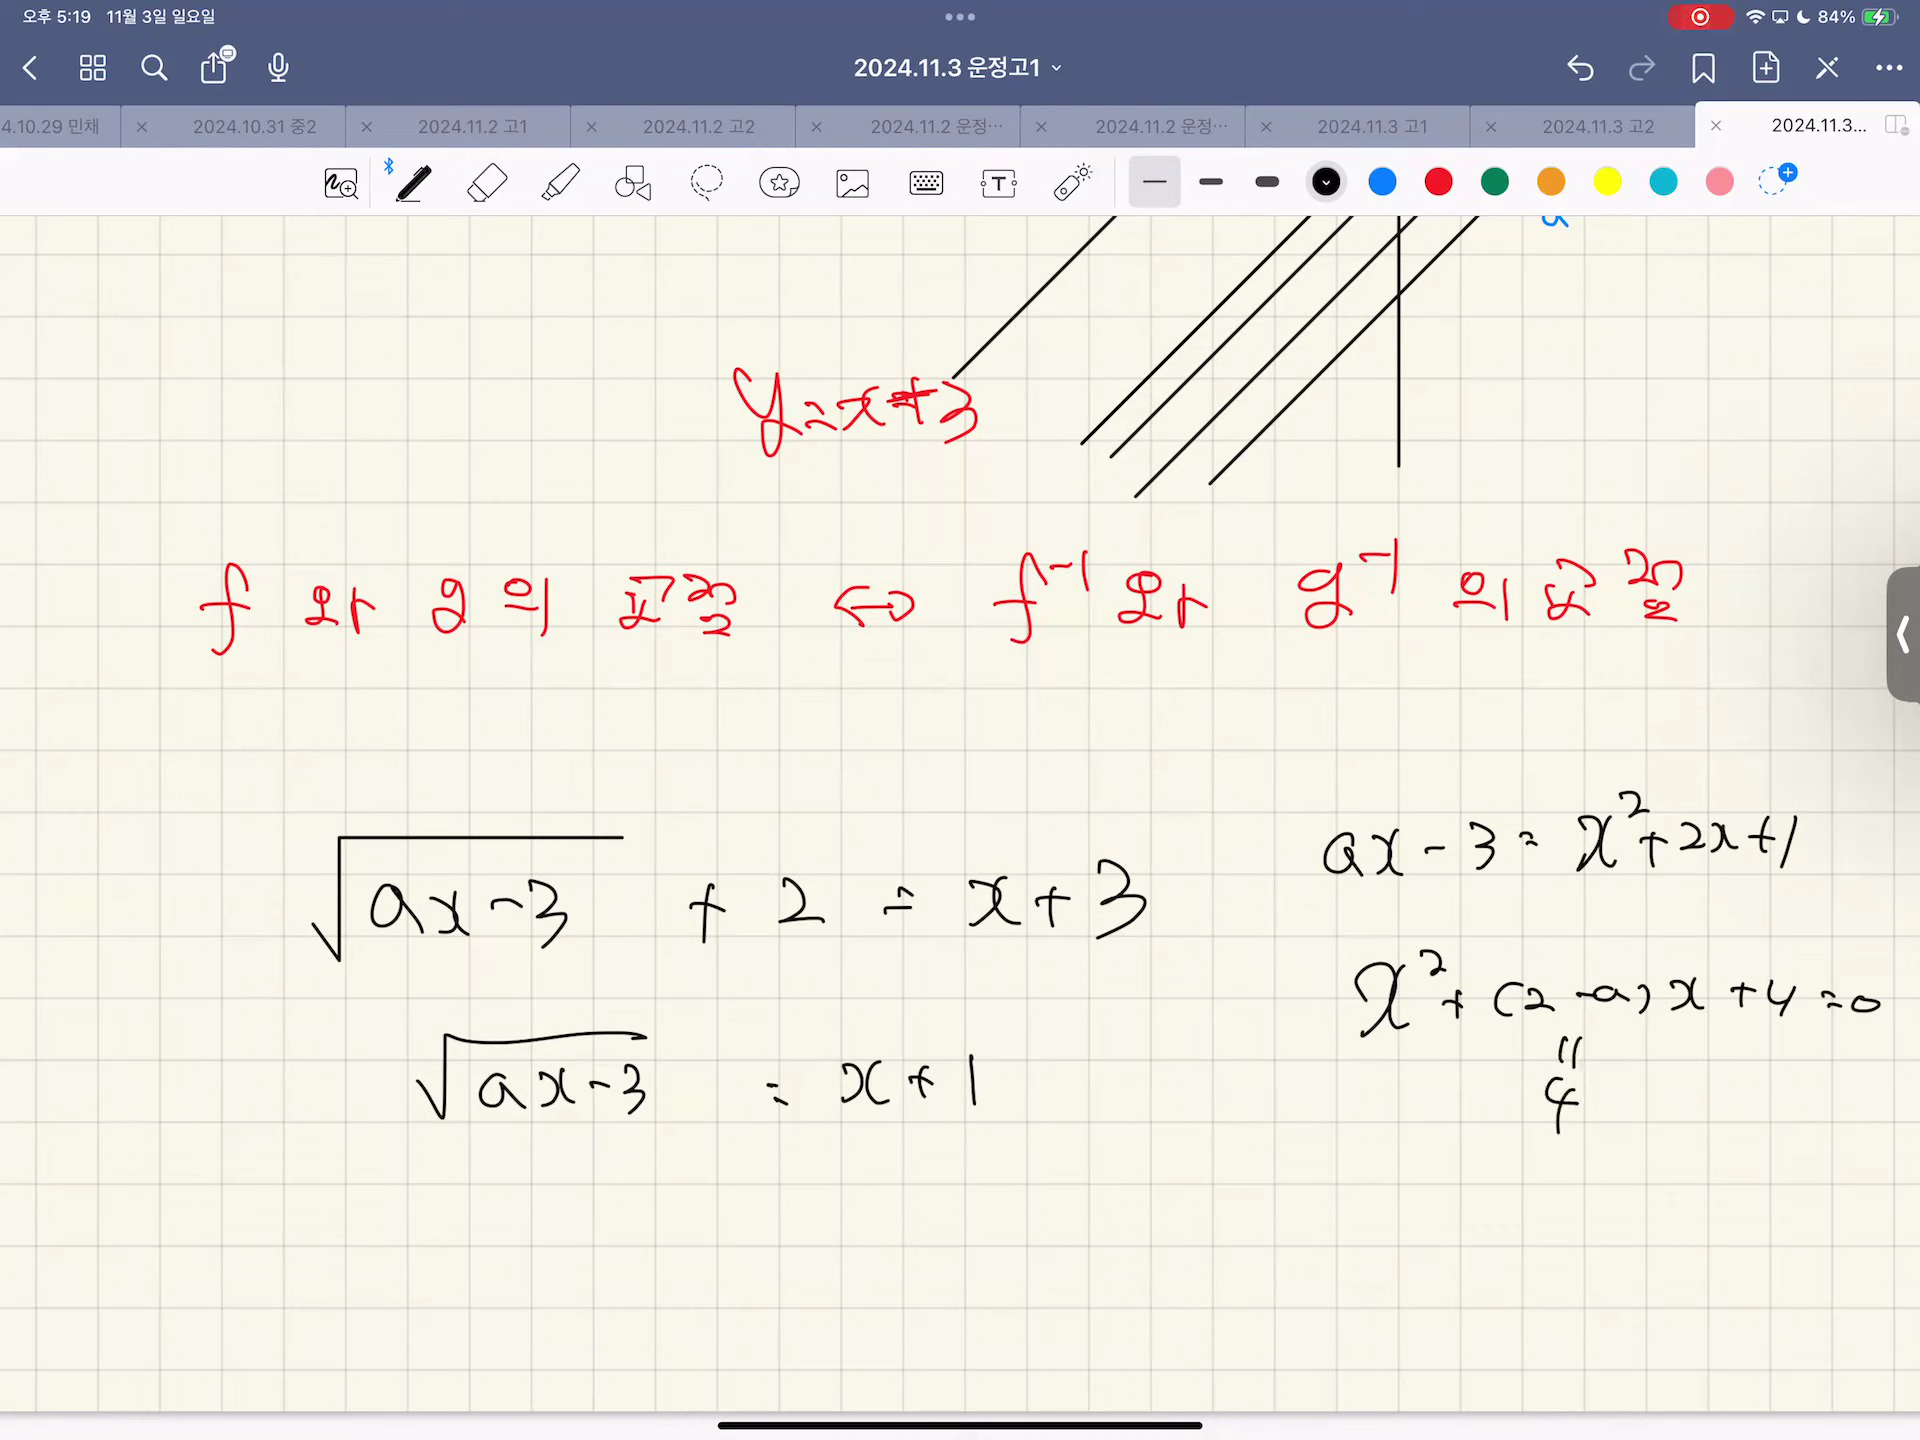 오후 5:19 11월 3일 일요일
84%
2024.11.3 운정고1
4.10.29 민채
2024.10.31 중2
2024.11.2 고1
2024.11.2 고2
2024.11.2 운정…
2024.11.2 운정…
2024.11.3 고1
2024.11.3 고2
2024.11.3...
y=x+3
f 와 g 의 교점 ⇔ f⁻¹ 와 g⁻¹ 의 교점
√(ax-3) + 2 = x+3
√(ax-3) = x+1
ax-3 = x²+2x+1
x²+(2-a)x+4=0
=
4